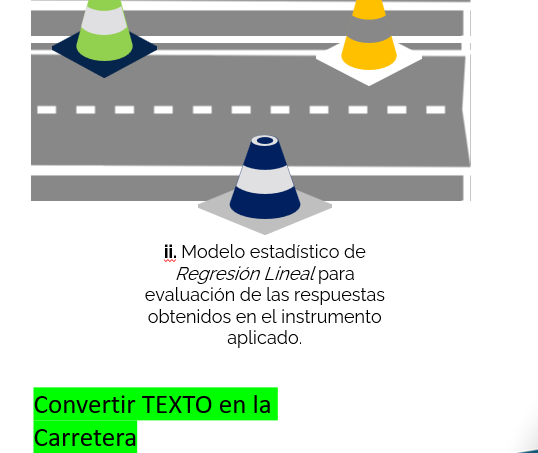 ii. Modelo estadístico de
Regresión Lineal para
evaluación de las respuestas
obtenidos en el instrumento
aplicado.
Convertir TEXTO en la
Carretera